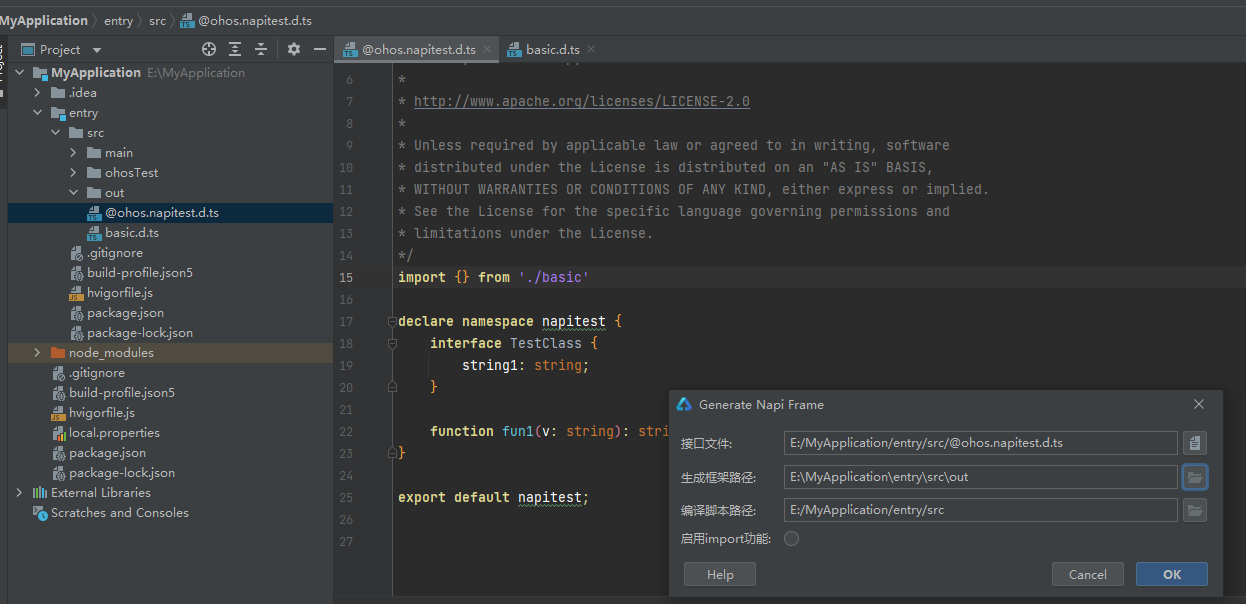 MyApplication 〉 entry 〉 src 〉 @ohos.napitest.d.ts
Project
MyApplication E:\MyApplication
.idea
entry
src
main
ohosTest
out
@ohos.napitest.d.ts
basic.d.ts
.gitignore
build-profile.json5
hvigorfile.js
package.json
package-lock.json
node_modules
.gitignore
build-profile.json5
hvigorfile.js
local.properties
package.json
package-lock.json
External Libraries
Scratches and Consoles
@ohos.napitest.d.ts basic.d.ts
6 *
7 * http://www.apache.org/licenses/LICENSE-2.0
8 *
9 * Unless required by applicable law or agreed to in writing, software
10 * distributed under the License is distributed on an "AS IS" BASIS,
11 * WITHOUT WARRANTIES OR CONDITIONS OF ANY KIND, either express or implied.
12 * See the License for the specific language governing permissions and
13 * limitations under the License.
14 */
15 import {} from './basic'
16
17 declare namespace napitest {
18 interface TestClass {
19 string1: string;
20 }
21
22 function fun1(v: string): stri
23 }
24
25 export default napitest;
26
27
Generate Napi Frame
接口文件: E:/MyApplication/entry/src/@ohos.napitest.d.ts
生成框架路径: E:\MyApplication\entry\src\out
编译脚本路径: E:/MyApplication/entry/src
启用import功能:
Help Cancel OK